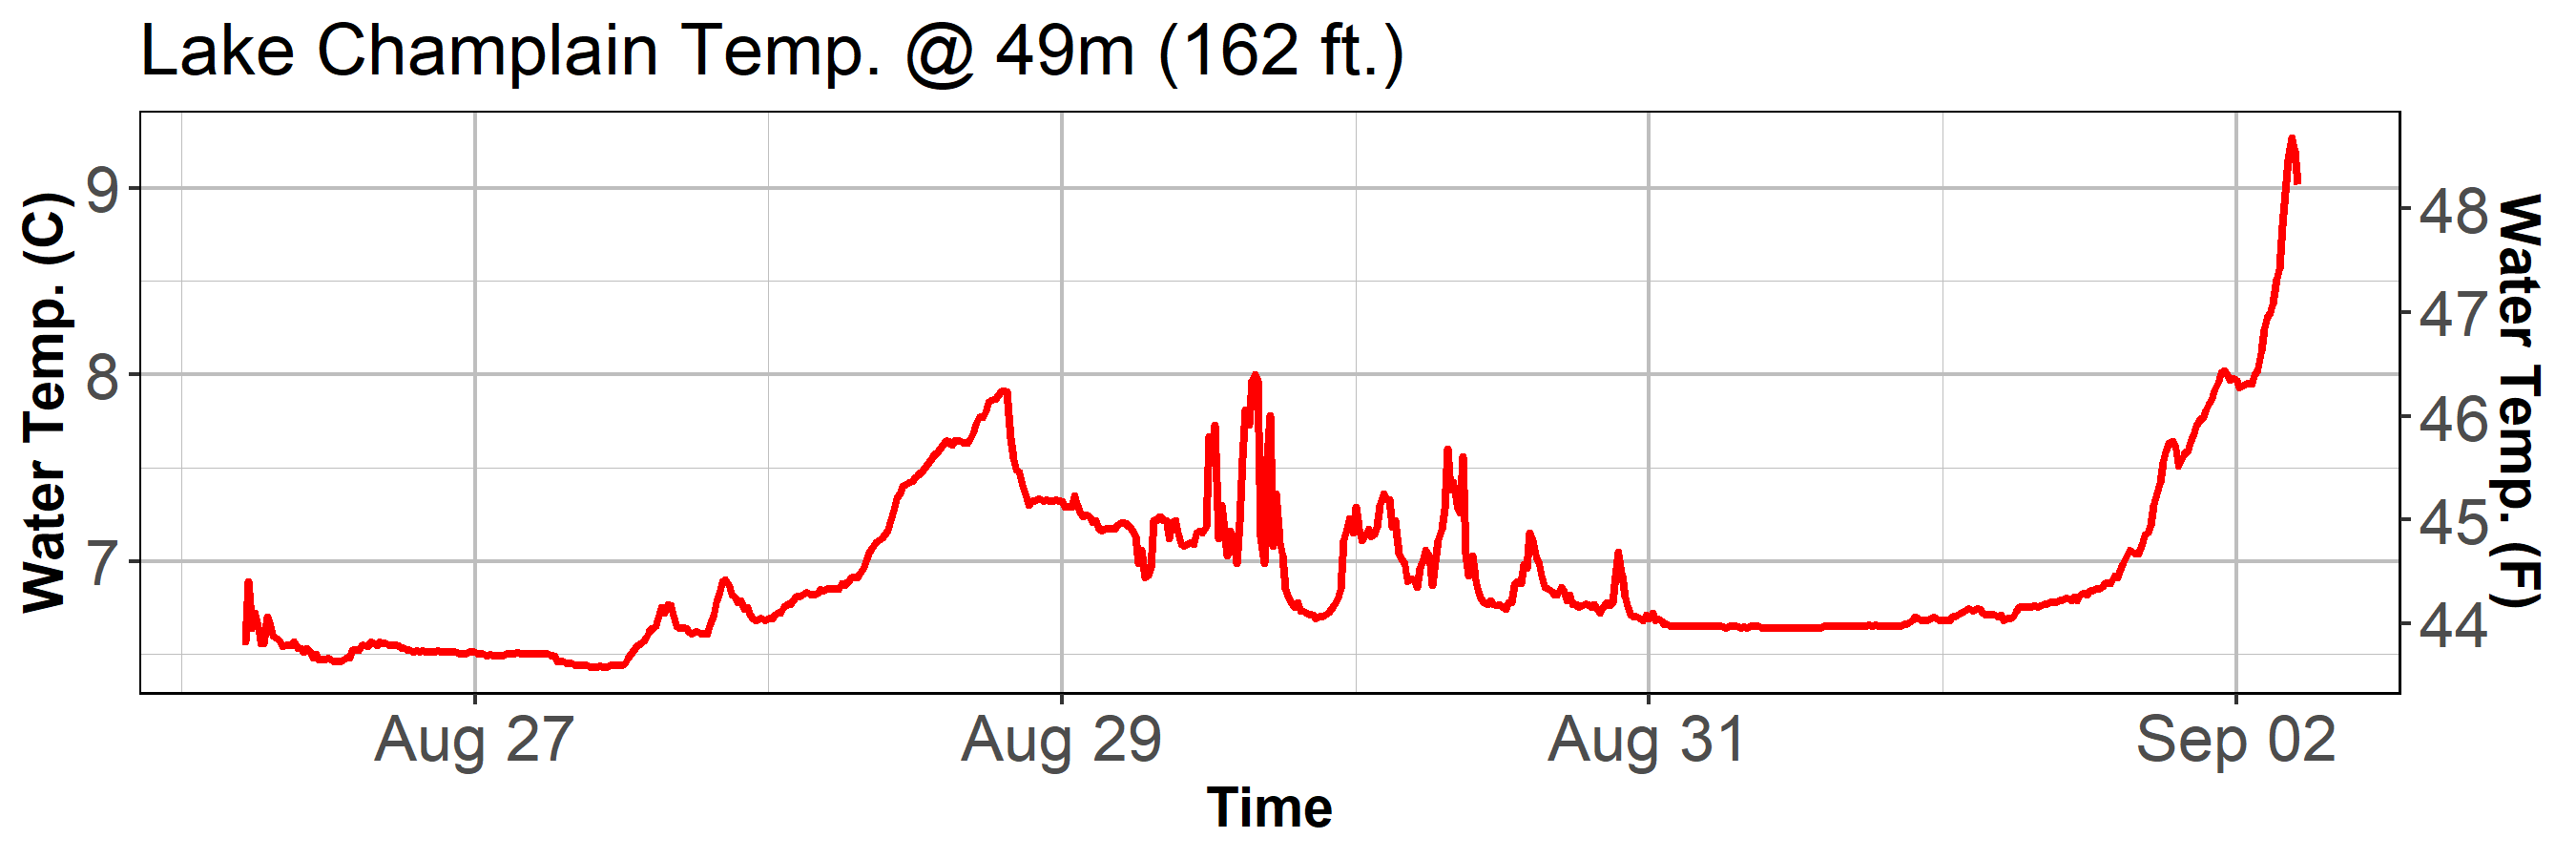 Lake Champlain Temp. @ 49m (162 ft.)
Water Temp. (C)
9
8
7
48
47
46
45
44
Water Temp. (F)
Aug 27 Aug 29 Aug 31 Sep 02
Time